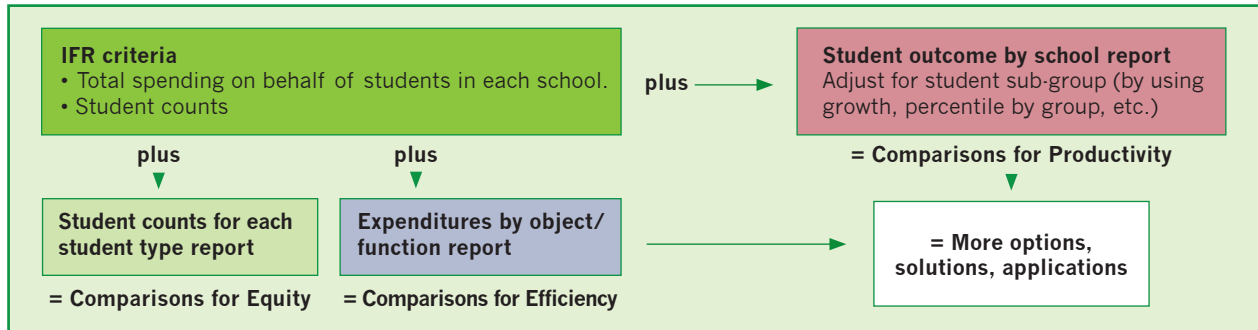 IFR criteria
• Total spending on behalf of students in each school.
• Student counts
plus
Student outcome by school report
Adjust for student sub-group (by using
growth, percentile by group, etc.)
plus
plus
= Comparisons for Productivity
Student counts for each
student type report
Expenditures by object/
function report
= More options,
solutions, applications
= Comparisons for Equity
= Comparisons for Efficiency